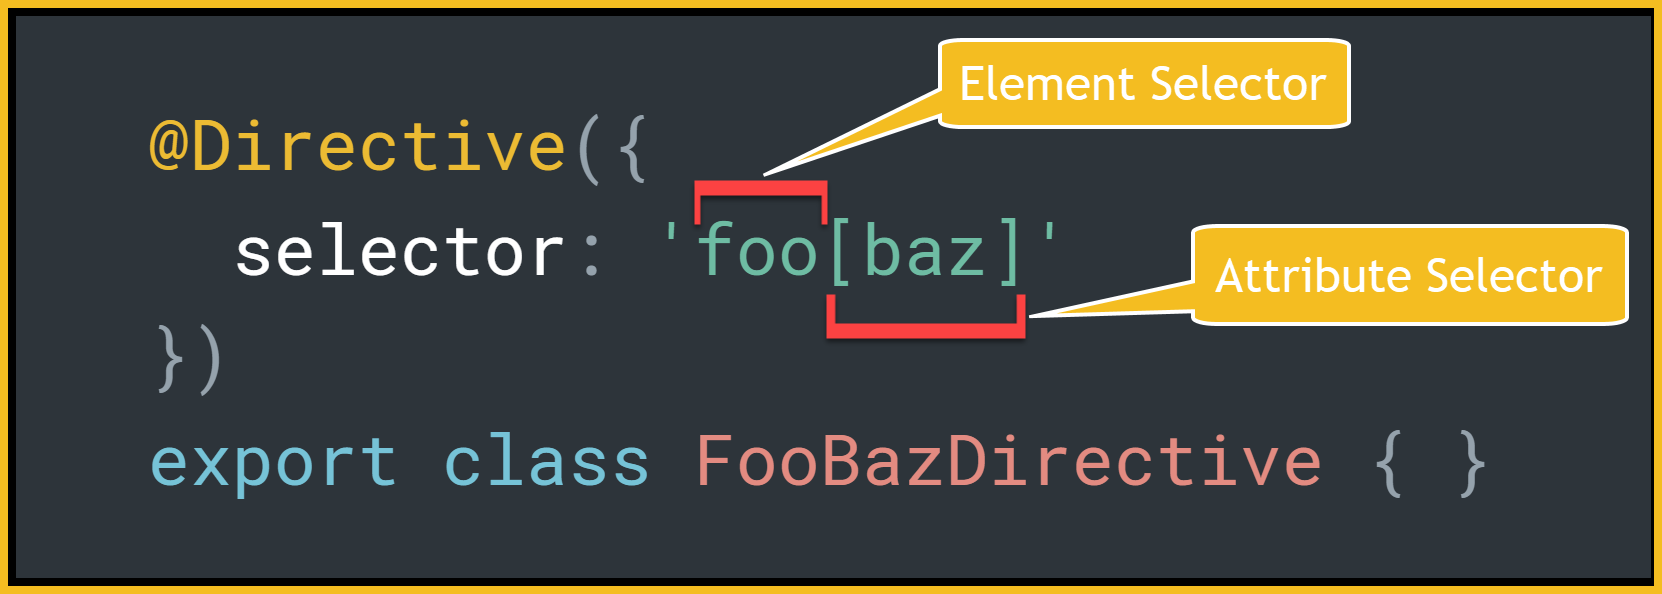 Element Selector
@Directive({
selector: 'foo[baz]'
Attribute Selector
})
export class FooBazDirective { }